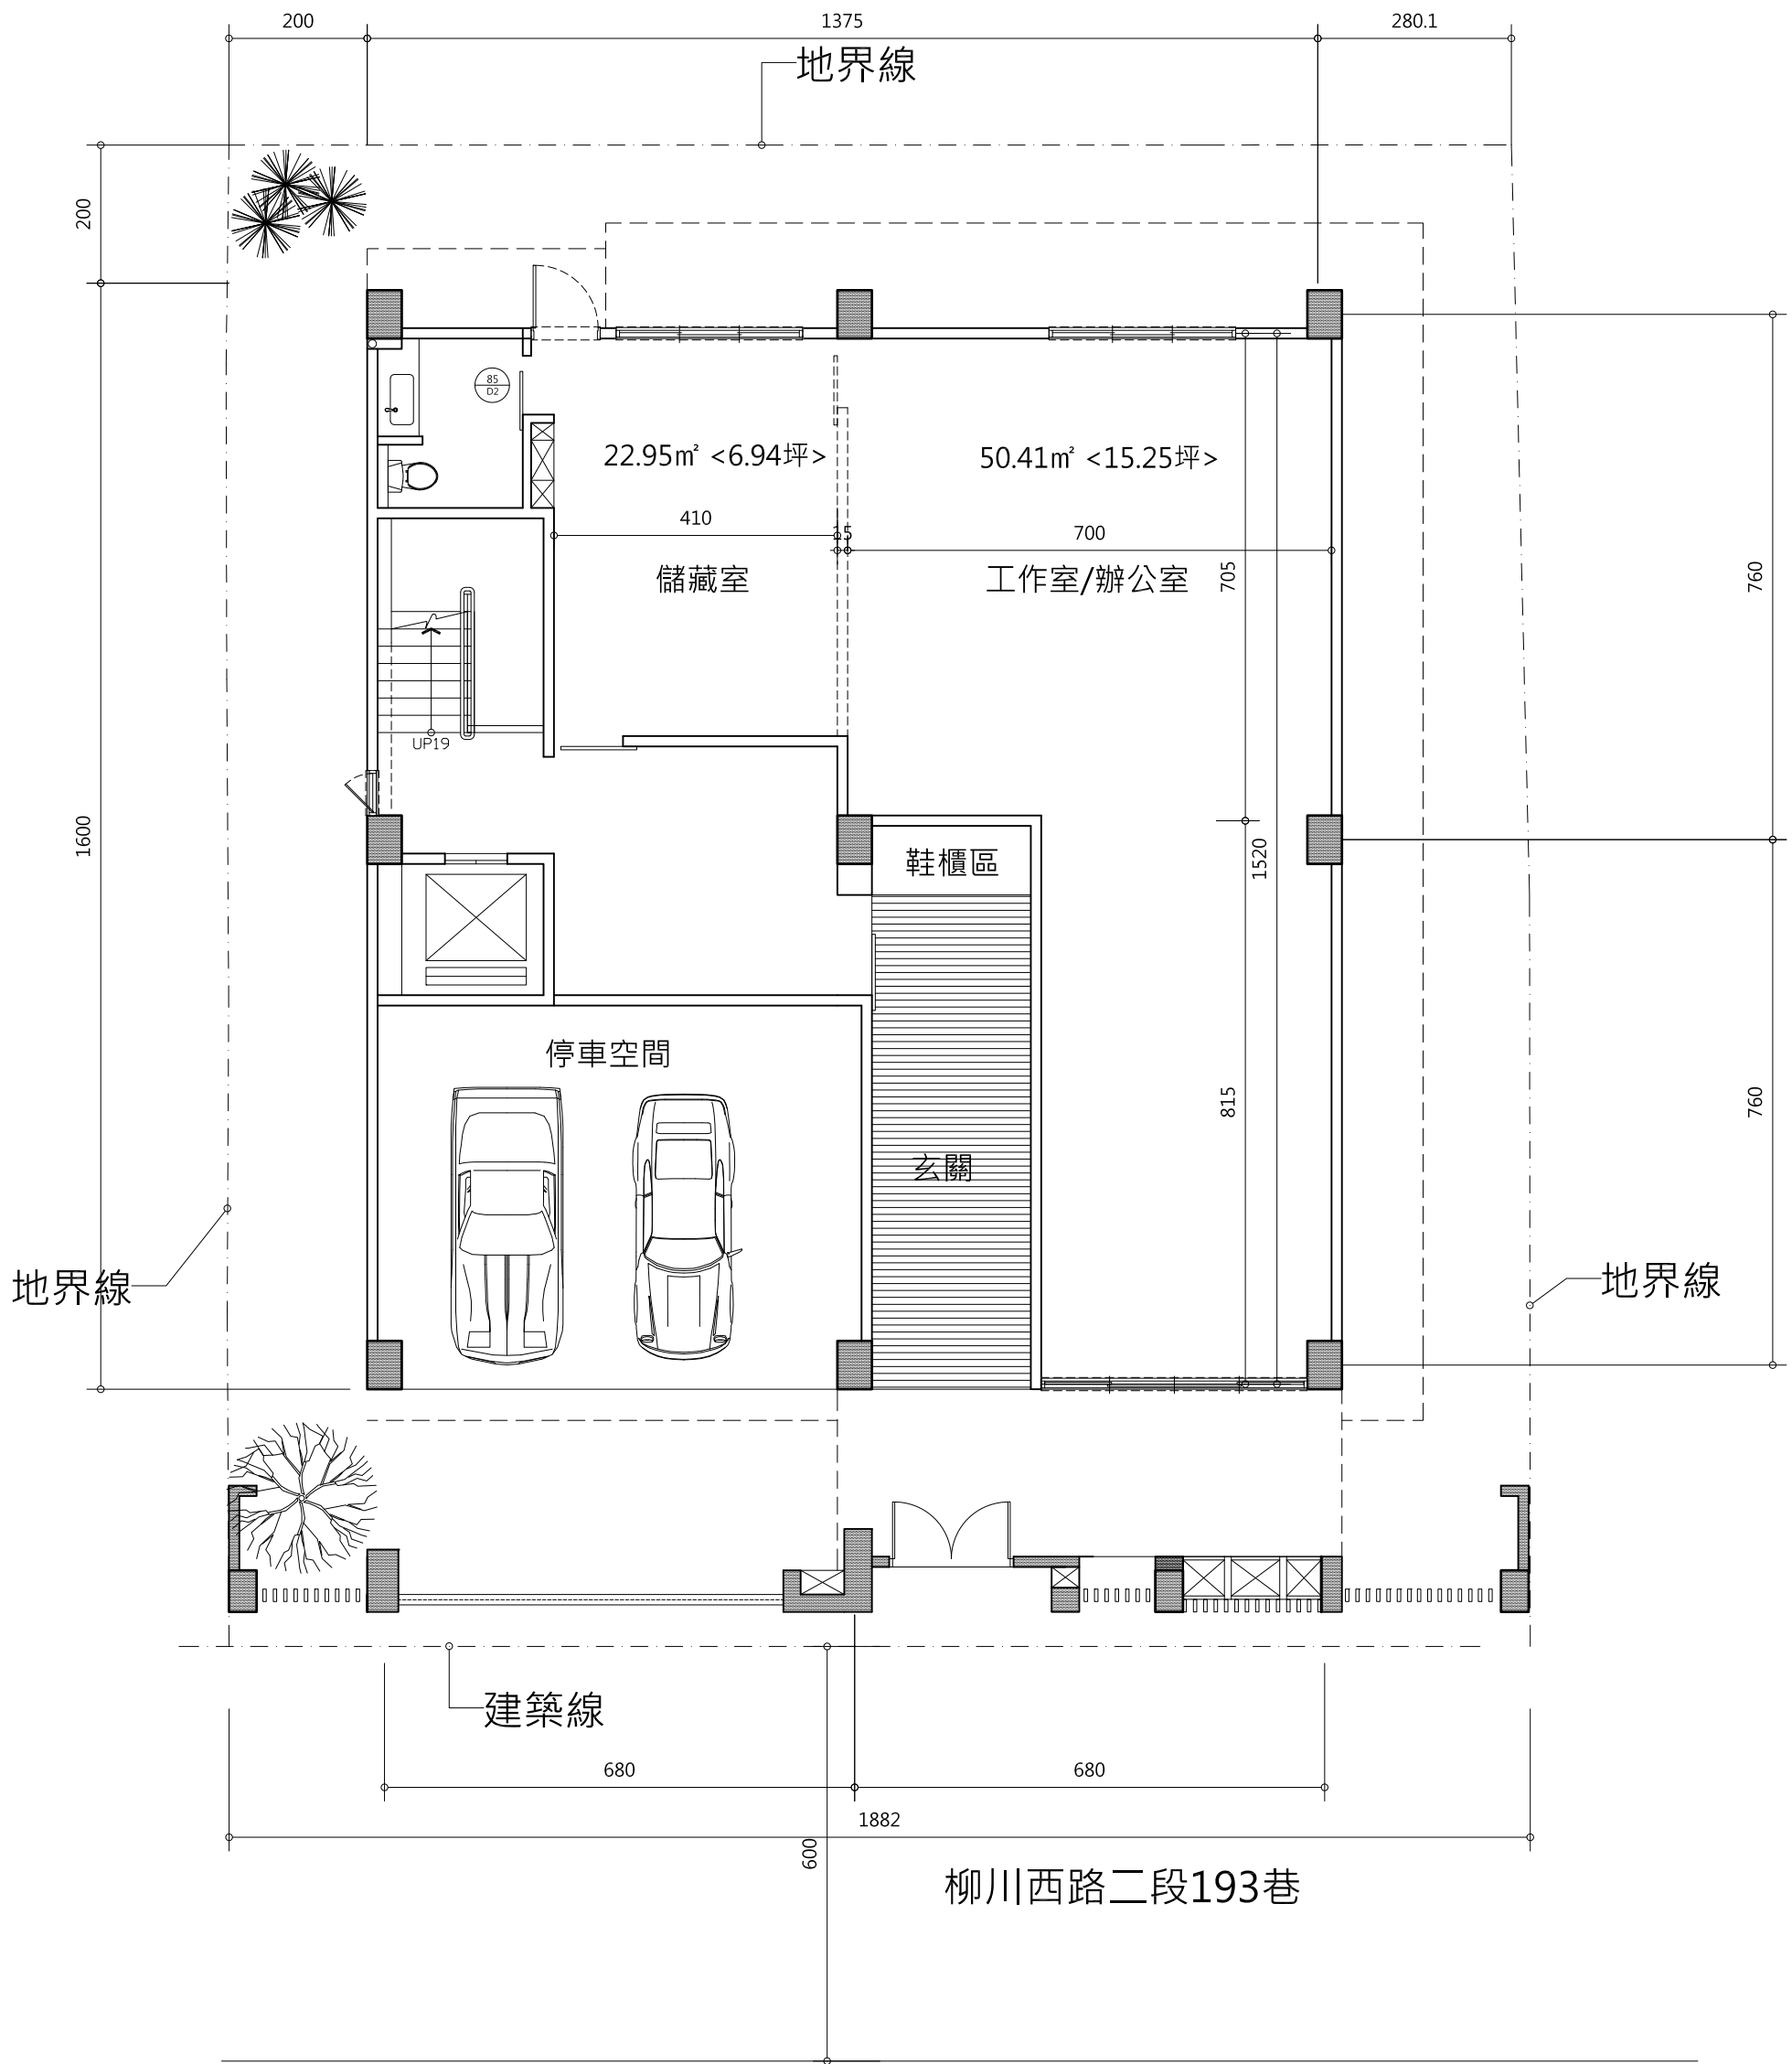 200
1375
280.1
地界線
200
85
D2
22.95㎡ <6.94坪>
50.41㎡ <15.25坪>
410
15
700
儲藏室
工作室/辦公室
705
760
UP19
1600
1520
鞋櫃區
停車空間
815
760
玄關
地界線
地界線
建築線
680
680
1882
600
柳川西路二段193巷